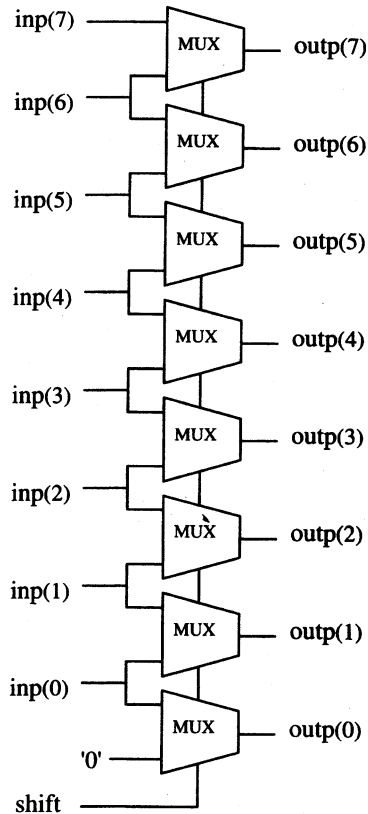 inp(7) MUX outp(7)
inp(6) MUX outp(6)
inp(5) MUX outp(5)
inp(4) MUX outp(4)
inp(3) MUX outp(3)
inp(2) MUX outp(2)
inp(1) MUX outp(1)
inp(0) MUX outp(0)
'0'
shift